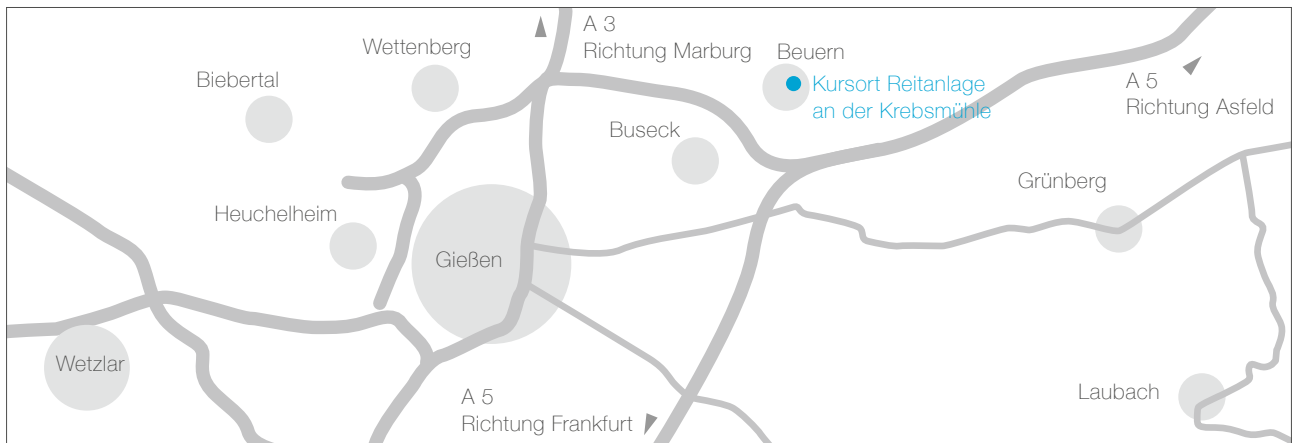 A 3
Richtung Marburg
Wettenberg
Beuern
Biebertal
Kursort Reitanlage
an der Krebsmühle
A 5
Richtung Asfeld
Buseck
Grünberg
Heuchelheim
Gießen
Wetzlar
A 5
Richtung Frankfurt
Laubach